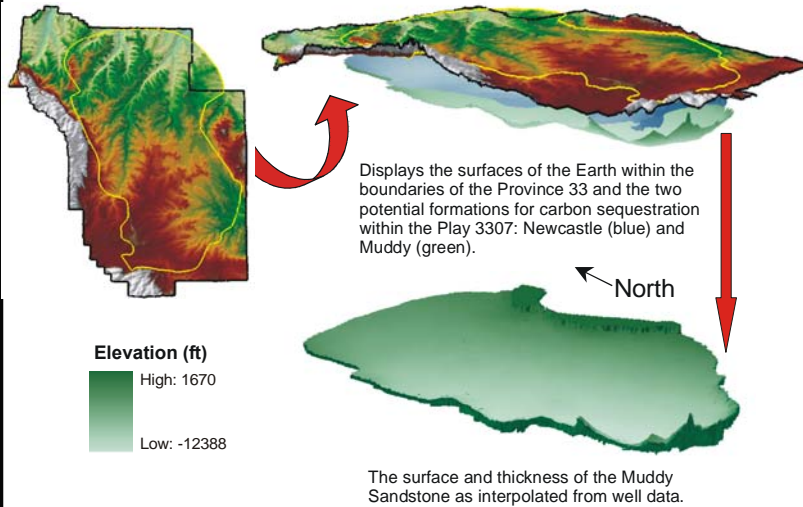 Displays the surfaces of the Earth within the
boundaries of the Province 33 and the two
potential formations for carbon sequestration
within the Play 3307: Newcastle (blue) and
Muddy (green).
North
Elevation (ft)
High: 1670
Low: -12388
The surface and thickness of the Muddy
Sandstone as interpolated from well data.